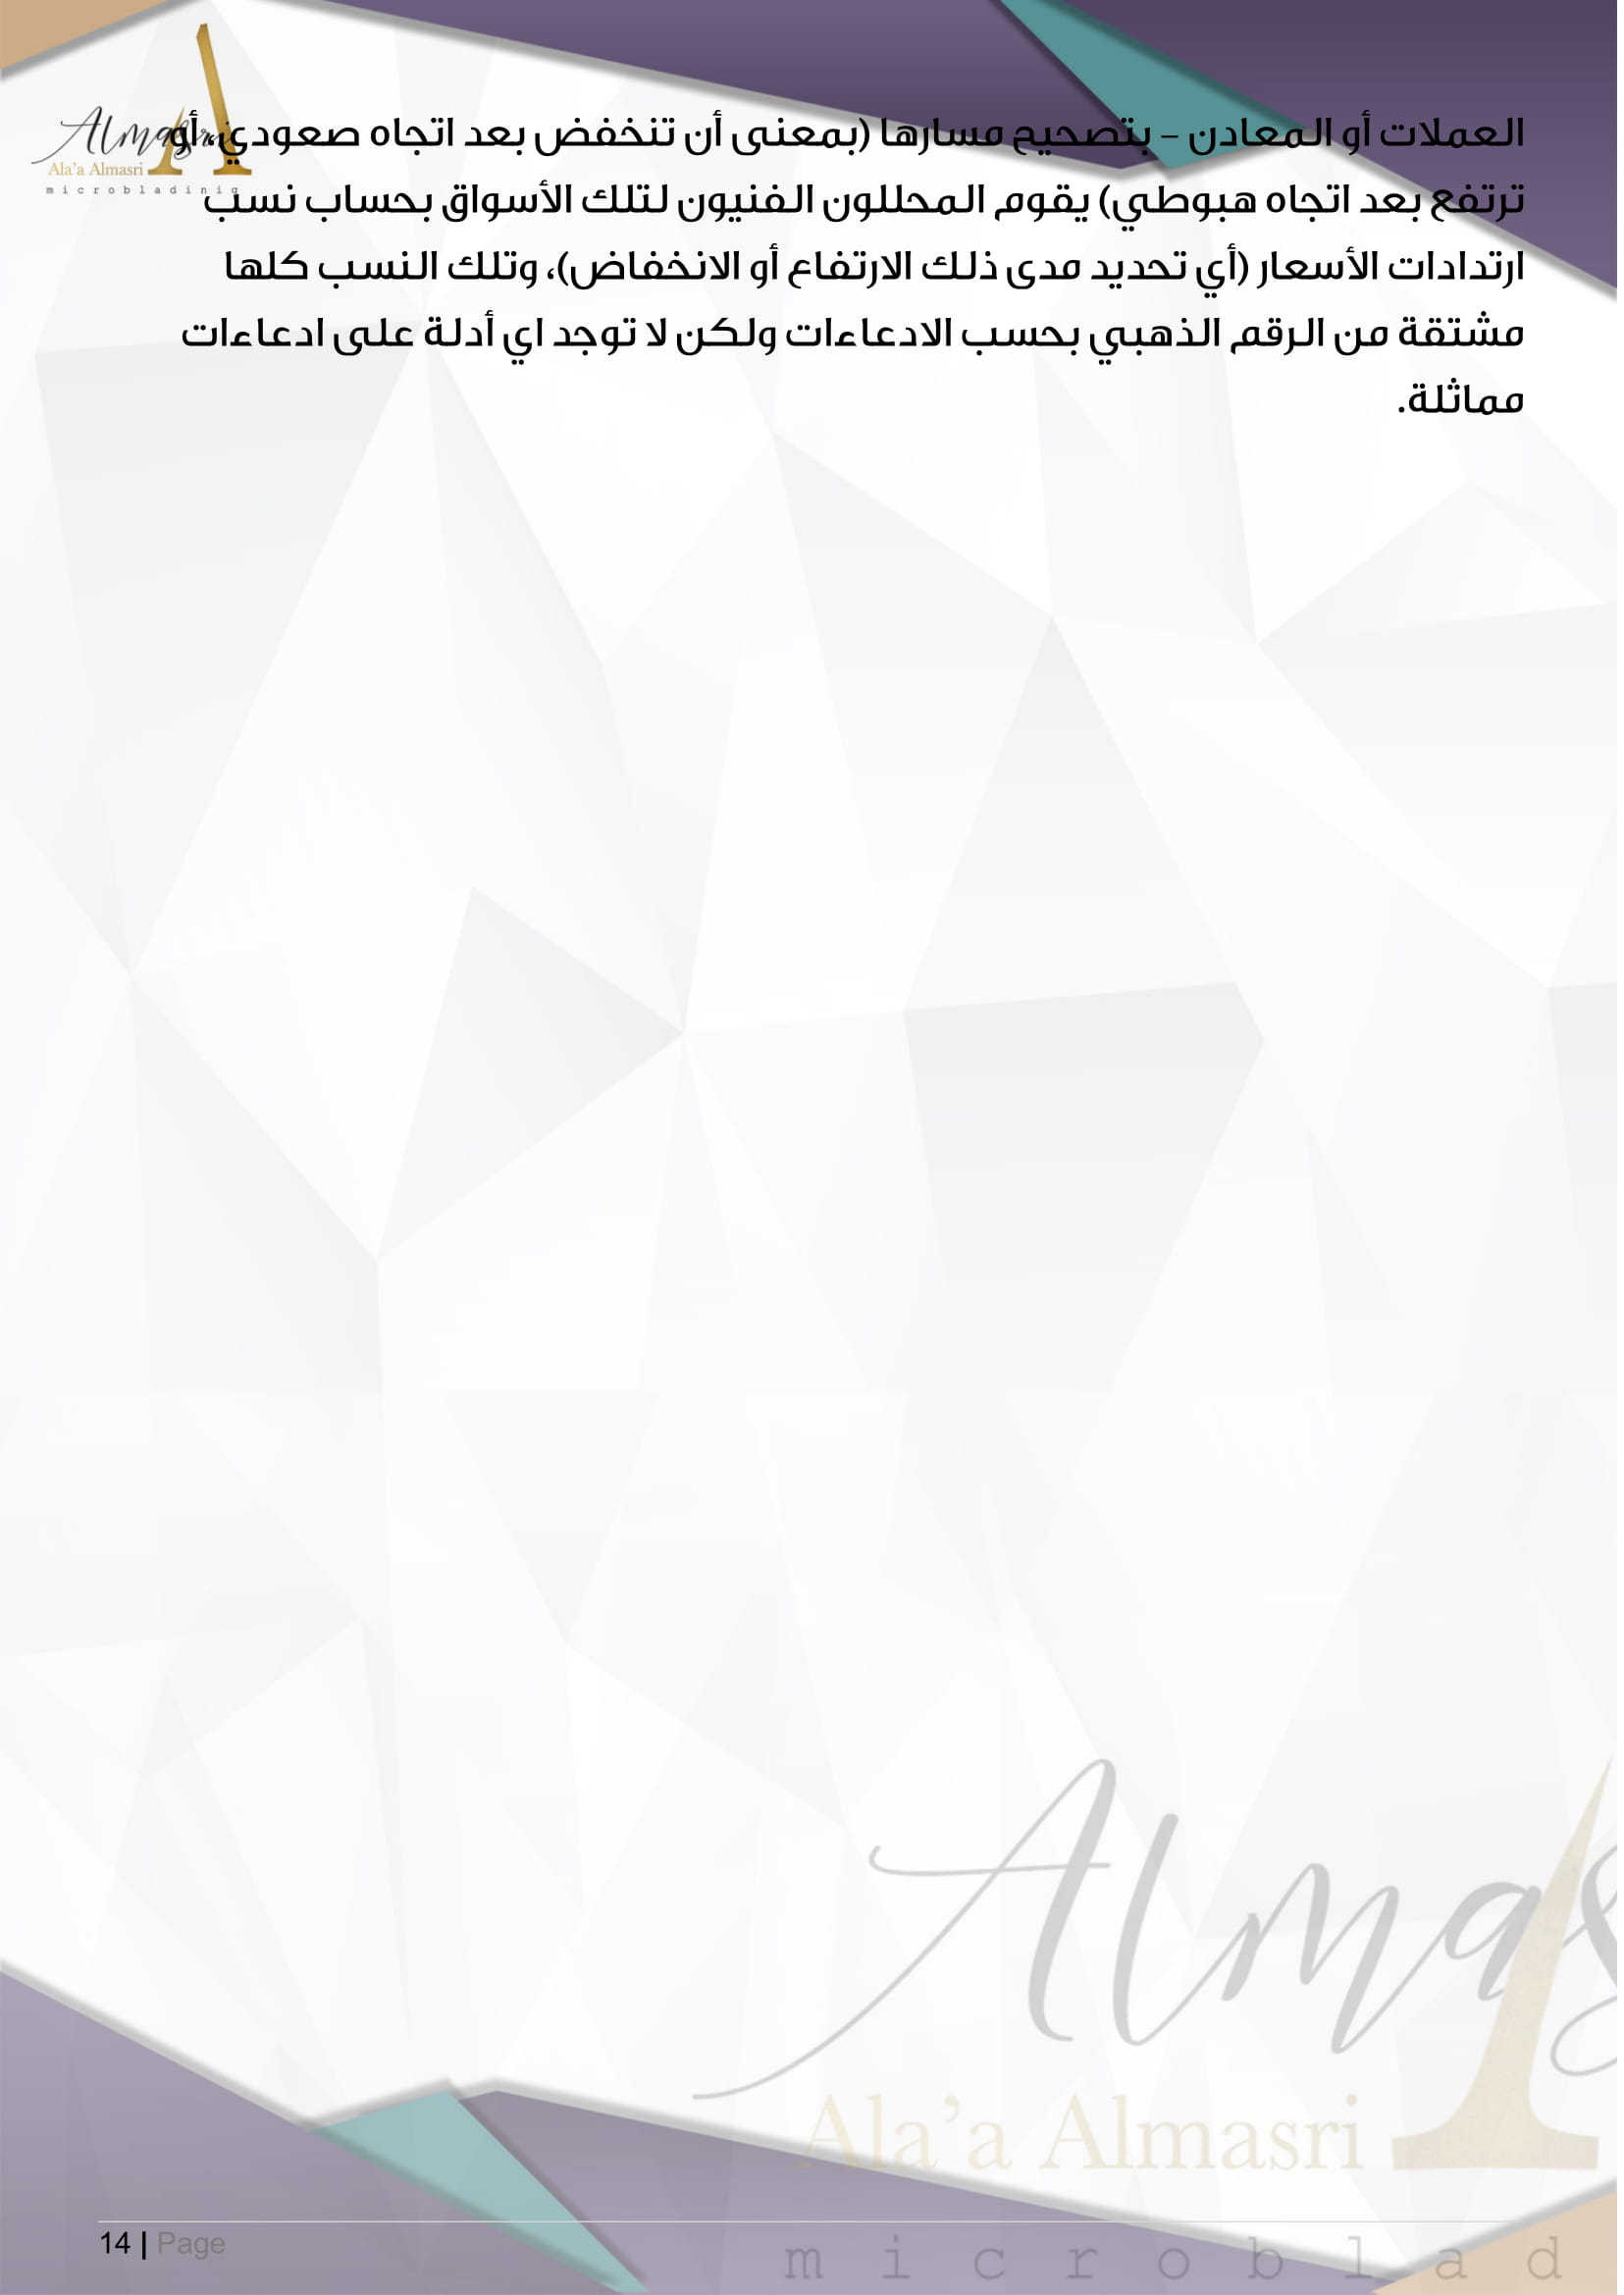 العملات أو المعادن – بتصحيح مسارها (بمعنى أن تنخفض بعد اتجاه صعودي، أو
ترتفع بعد اتجاه هبوطي) يقوم المحللون الفنيون لتلك الأسواق بحساب نسب
ارتدادات الأسعار (أي تحديد مدى ذلك الارتفاع أو الانخفاض)، وتلك النسب كلها
مشتقة من الرقم الذهبي بحسب الادعاءات ولكن لا توجد اي أدلة على ادعاءات
مماثلة.
Almasri
Ala'a Almasri
microbladinig
Almas
Ala'a Almasri
microblad
14 | Page